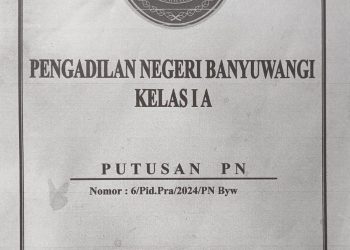 PENGADILAN NEGERI BANYUWANGI
KELAS I A
PUTUSAN PN
Nomor : 6/Pid.Pra/2024/PN Byw